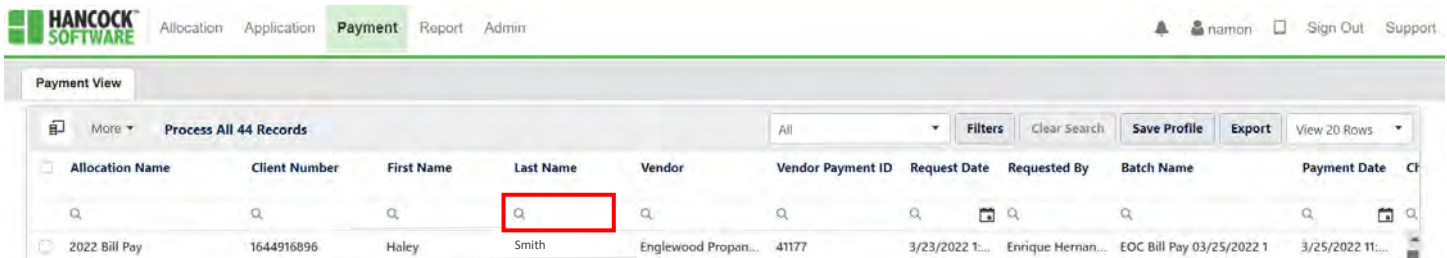 HANCOCK™ SOFTWARE Allocation Application Payment Report Admin namon Sign Out Support
Payment View
More Process All 44 Records All Filters Clear Search Save Profile Export View 20 Rows
Allocation Name Client Number First Name Last Name Vendor Vendor Payment ID Request Date Requested By Batch Name Payment Date
2022 Bill Pay 1644916896 Haley Smith Englewood Propan... 41177 3/23/2022 1:... Enrique Hernan... EOC Bill Pay 03/25/2022 1 3/25/2022 11:...